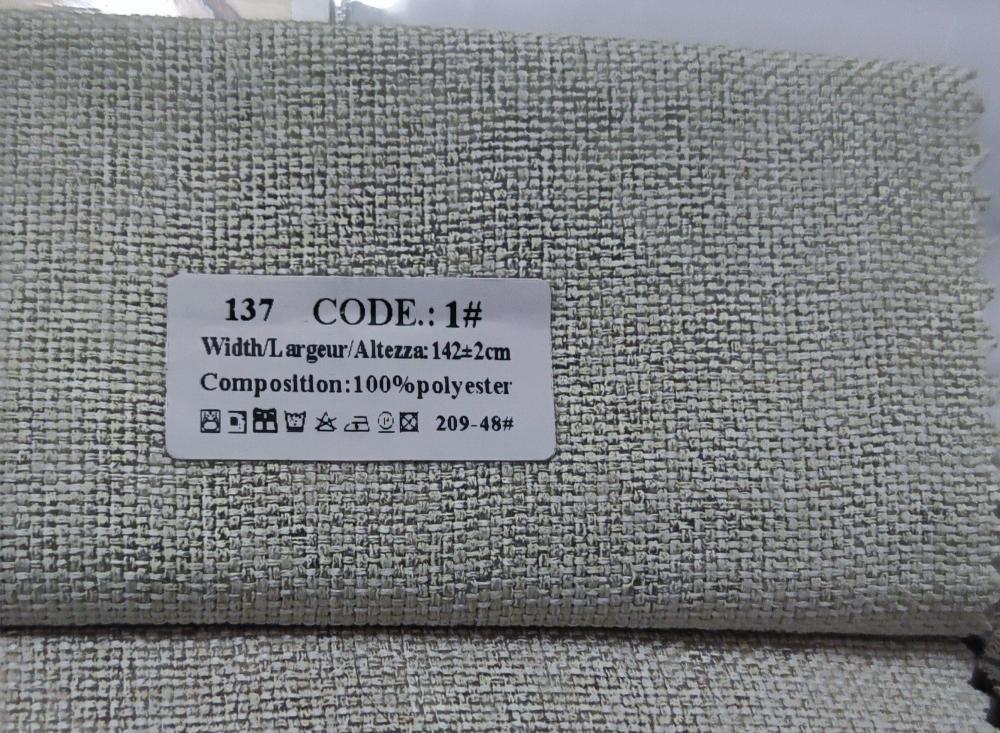 137 CODE.: 1#
Width/Largeur/Altezza:142±2cm
Composition:100%polyester
209-48#